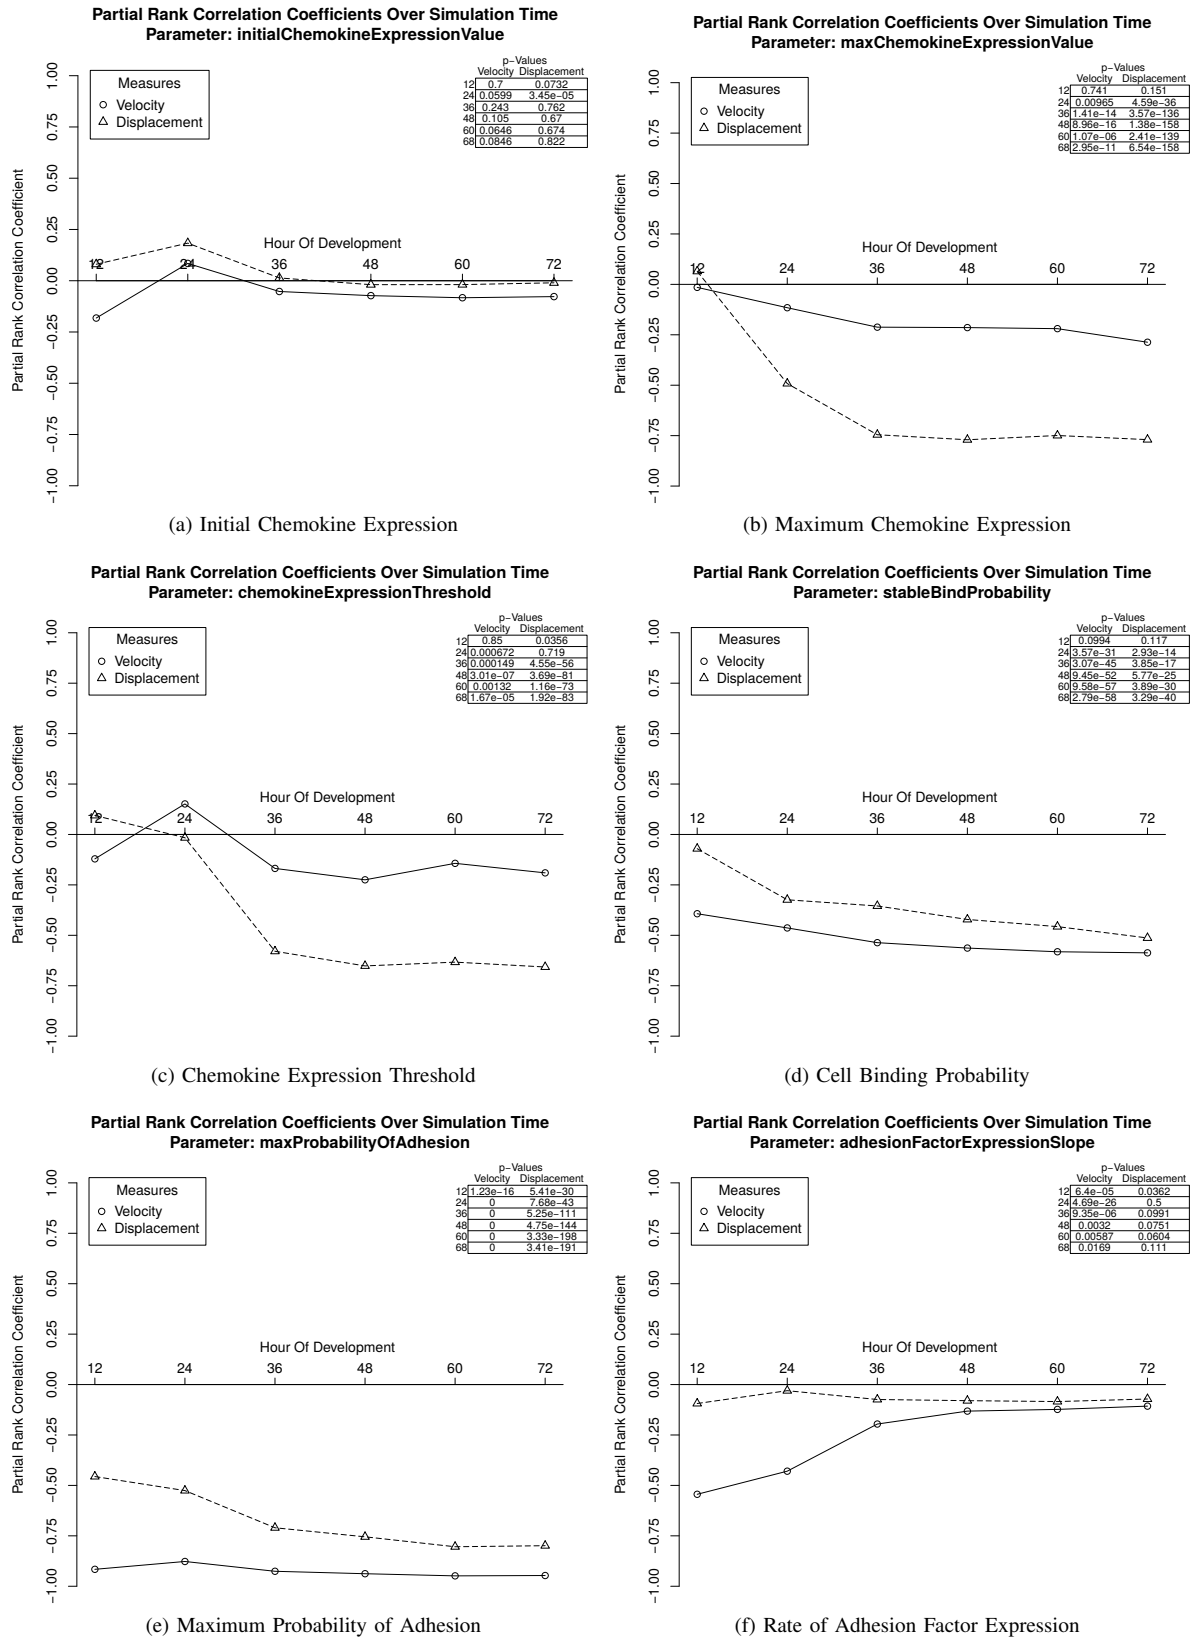 Partial Rank Correlation Coefficients Over Simulation Time
Parameter: initialChemokineExpressionValue
p−Values
Velocity Displacement
12 0.7 0.0732
24 0.0599 3.45e−05
36 0.243 0.762
48 0.105 0.67
60 0.0646 0.674
68 0.0846 0.822
Measures
Velocity
Displacement
Partial Rank Correlation Coefficient
1.00
0.75
0.50
0.25
0.00
−0.25
−0.50
−0.75
−1.00
Hour Of Development
12 24 36 48 60 72
(a) Initial Chemokine Expression
Partial Rank Correlation Coefficients Over Simulation Time
Parameter: maxChemokineExpressionValue
p−Values
Velocity Displacement
12 0.741 0.151
24 0.00965 4.59e−36
36 1.41e−14 3.57e−136
48 8.96e−16 1.38e−158
60 1.07e−06 2.41e−139
68 2.95e−11 6.54e−158
Measures
Velocity
Displacement
Partial Rank Correlation Coefficient
1.00
0.75
0.50
0.25
0.00
−0.25
−0.50
−0.75
−1.00
Hour Of Development
12 24 36 48 60 72
(b) Maximum Chemokine Expression
Partial Rank Correlation Coefficients Over Simulation Time
Parameter: chemokineExpressionThreshold
p−Values
Velocity Displacement
12 0.85 0.0356
24 0.000672 0.719
36 0.000149 4.55e−56
48 3.01e−07 3.69e−81
60 0.00132 1.16e−73
68 1.67e−05 1.92e−83
Measures
Velocity
Displacement
Partial Rank Correlation Coefficient
1.00
0.75
0.50
0.25
0.00
−0.25
−0.50
−0.75
−1.00
Hour Of Development
12 24 36 48 60 72
(c) Chemokine Expression Threshold
Partial Rank Correlation Coefficients Over Simulation Time
Parameter: stableBindProbability
p−Values
Velocity Displacement
12 0.0994 0.117
24 3.57e−31 2.93e−14
36 3.07e−45 3.85e−17
48 9.45e−52 5.77e−25
60 9.58e−57 3.89e−30
68 2.79e−58 3.29e−40
Measures
Velocity
Displacement
Partial Rank Correlation Coefficient
1.00
0.75
0.50
0.25
0.00
−0.25
−0.50
−0.75
−1.00
Hour Of Development
12 24 36 48 60 72
(d) Cell Binding Probability
Partial Rank Correlation Coefficients Over Simulation Time
Parameter: maxProbabilityOfAdhesion
p−Values
Velocity Displacement
12 1.23e−16 5.41e−30
24 0 7.68e−43
36 0 5.25e−111
48 0 4.75e−144
60 0 3.33e−198
68 0 3.41e−191
Measures
Velocity
Displacement
Partial Rank Correlation Coefficient
1.00
0.75
0.50
0.25
0.00
−0.25
−0.50
−0.75
−1.00
Hour Of Development
12 24 36 48 60 72
(e) Maximum Probability of Adhesion
Partial Rank Correlation Coefficients Over Simulation Time
Parameter: adhesionFactorExpressionSlope
p−Values
Velocity Displacement
12 6.4e−05 0.0362
24 4.69e−26 0.5
36 9.35e−06 0.0991
48 0.0032 0.0751
60 0.00587 0.0604
68 0.0169 0.111
Measures
Velocity
Displacement
Partial Rank Correlation Coefficient
1.00
0.75
0.50
0.25
0.00
−0.25
−0.50
−0.75
−1.00
Hour Of Development
12 24 36 48 60 72
(f) Rate of Adhesion Factor Expression